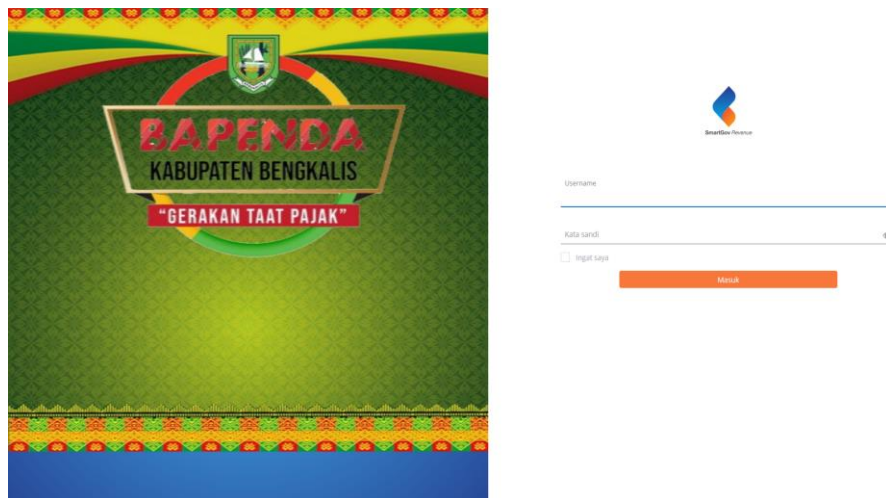 BAPENDA
KABUPATEN BENGKALIS
"GERAKAN TAAT PAJAK"
SmartGov Revenue
Username
Kata sandi
Ingat saya
Masuk